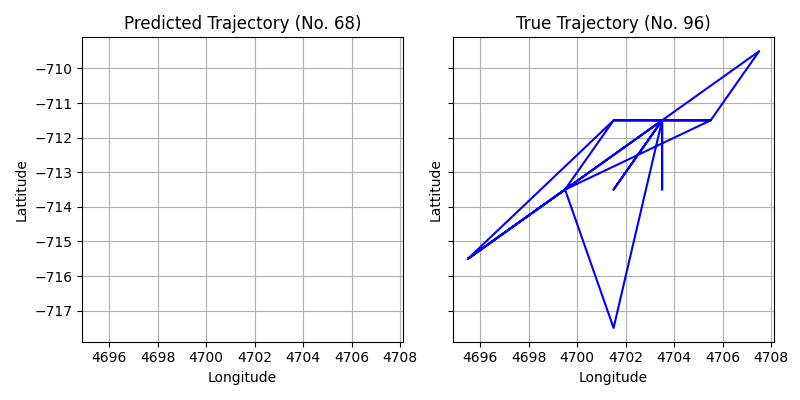 Predicted Trajectory (No. 68)
True Trajectory (No. 96)
−710
−711
−712
−713
−714
−715
−716
−717
Lattitude
Lattitude
4696 4698 4700 4702 4704 4706 4708
4696 4698 4700 4702 4704 4706 4708
Longitude
Longitude